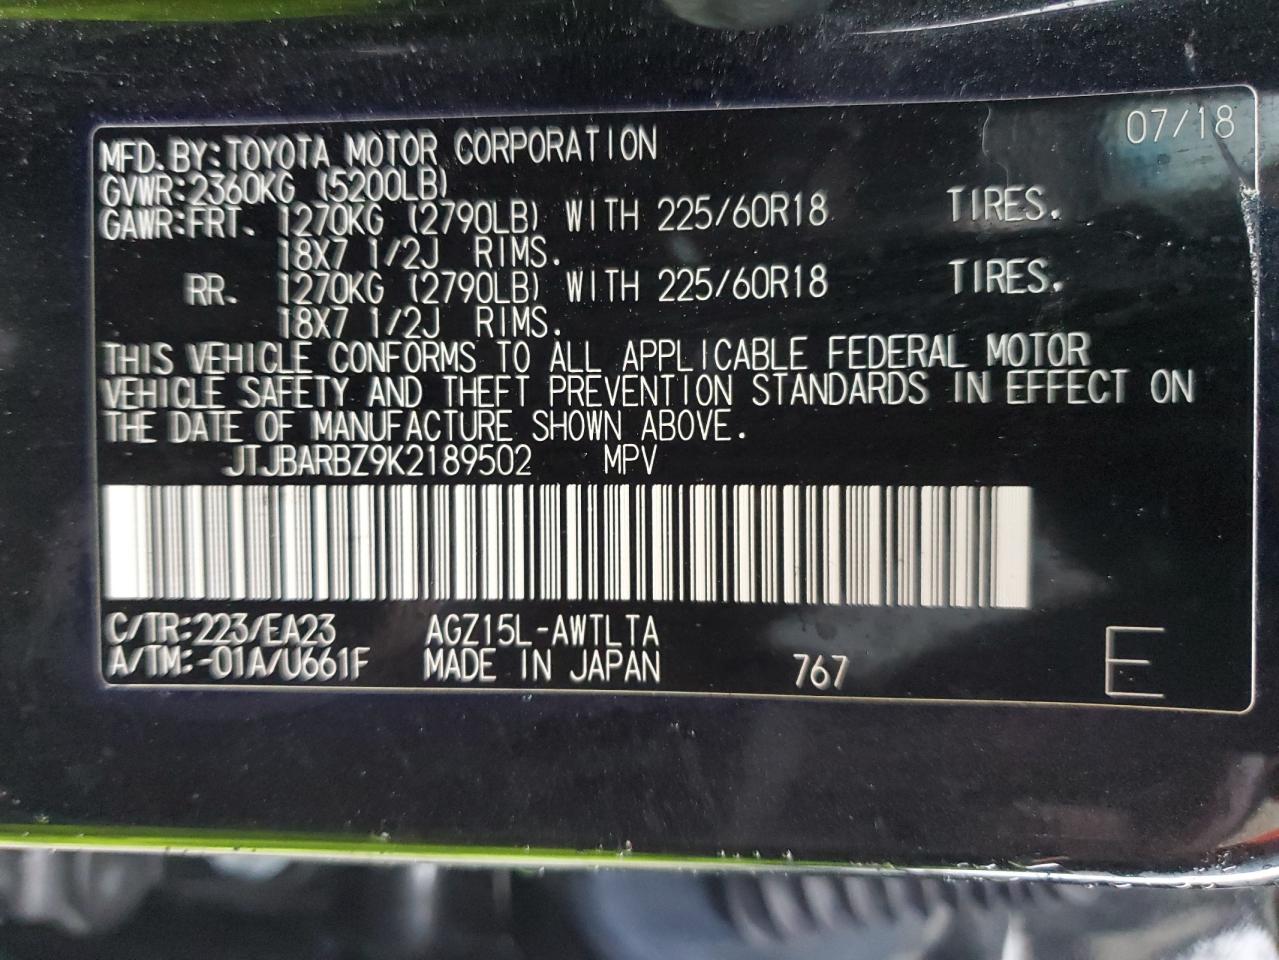 07/18
MFD.BY:TOYOTA MOTOR CORPORATION
GVWR:2360KG (5200LB)
GAWR:FRT. 1270KG (2790LB) WITH 225/60R18 TIRES.
18X7 1/2J RIMS.
RR. 1270KG (2790LB) WITH 225/60R18 TIRES.
18X7 1/2J RIMS.
THIS VEHICLE CONFORMS TO ALL APPLICABLE FEDERAL MOTOR
VEHICLE SAFETY AND THEFT PREVENTION STANDARDS IN EFFECT ON
THE DATE OF MANUFACTURE SHOWN ABOVE.
JTJBARBZ9K2189502 MPV
C/TR:223/EA23 AGZ15L-AWTLTA
A/TM:-01A/U661F MADE IN JAPAN 767 E